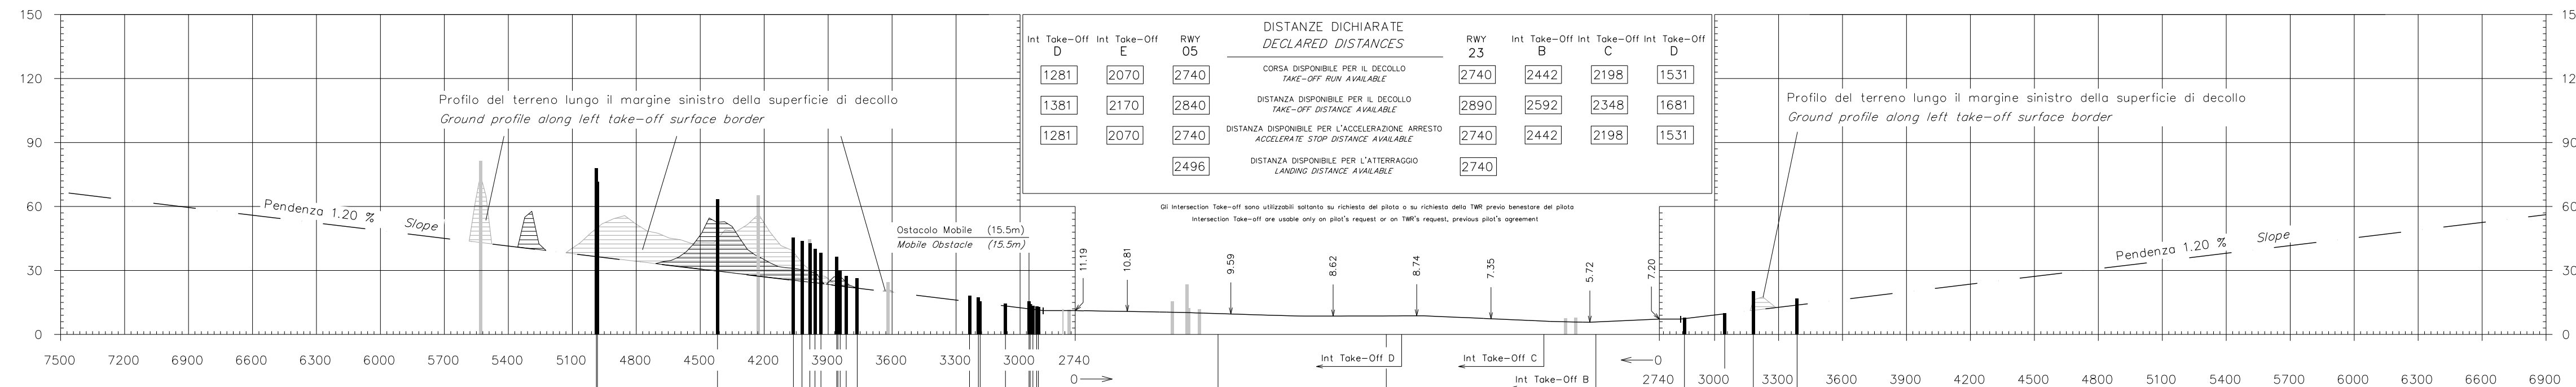 150
120
90
60
30
0
Profilo del terreno lungo il margine sinistro della superficie di decollo
Ground profile along left take-off surface border
Pendenza 1.20 % Slope
Ostacolo Mobile (15.5m)
Mobile Obstacle (15.5m)
DISTANZE DICHIARATE
DECLARED DISTANCES
Int Take-Off D Int Take-Off E RWY 05
RWY 23 Int Take-Off B Int Take-Off C Int Take-Off D
1281 2070 2740 CORSA DISPONIBILE PER IL DECOLLO 2740 2442 2198 1531
TAKE-OFF RUN AVAILABLE
1381 2170 2840 DISTANZA DISPONIBILE PER IL DECOLLO 2890 2592 2348 1681
TAKE-OFF DISTANCE AVAILABLE
1281 2070 2740 DISTANZA DISPONIBILE PER L'ACCELERAZIONE ARRESTO 2740 2442 2198 1531
ACCELERATE STOP DISTANCE AVAILABLE
2496 DISTANZA DISPONIBILE PER L'ATTERRAGGIO 2740
LANDING DISTANCE AVAILABLE
Gli Intersection Take-off sono utilizzabili soltanto su richiesta del pilota o su richiesta della TWR previo benestare del pilota
Intersection Take-off are usable only on pilot's request or on TWR's request, previous pilot's agreement
11.19 10.81 9.59 8.62 8.74 7.35 5.72 7.20
Profilo del terreno lungo il margine sinistro della superficie di decollo
Ground profile along left take-off surface border
Pendenza 1.20 % Slope
15
12
90
60
30
0
7500 7200 6900 6600 6300 6000 5700 5400 5100 4800 4500 4200 3900 3600 3300 3000 2740
0
Int Take-Off D
Int Take-Off C
Int Take-Off B
0
2740 3000 3300 3600 3900 4200 4500 4800 5100 5400 5700 6000 6300 6600 6900